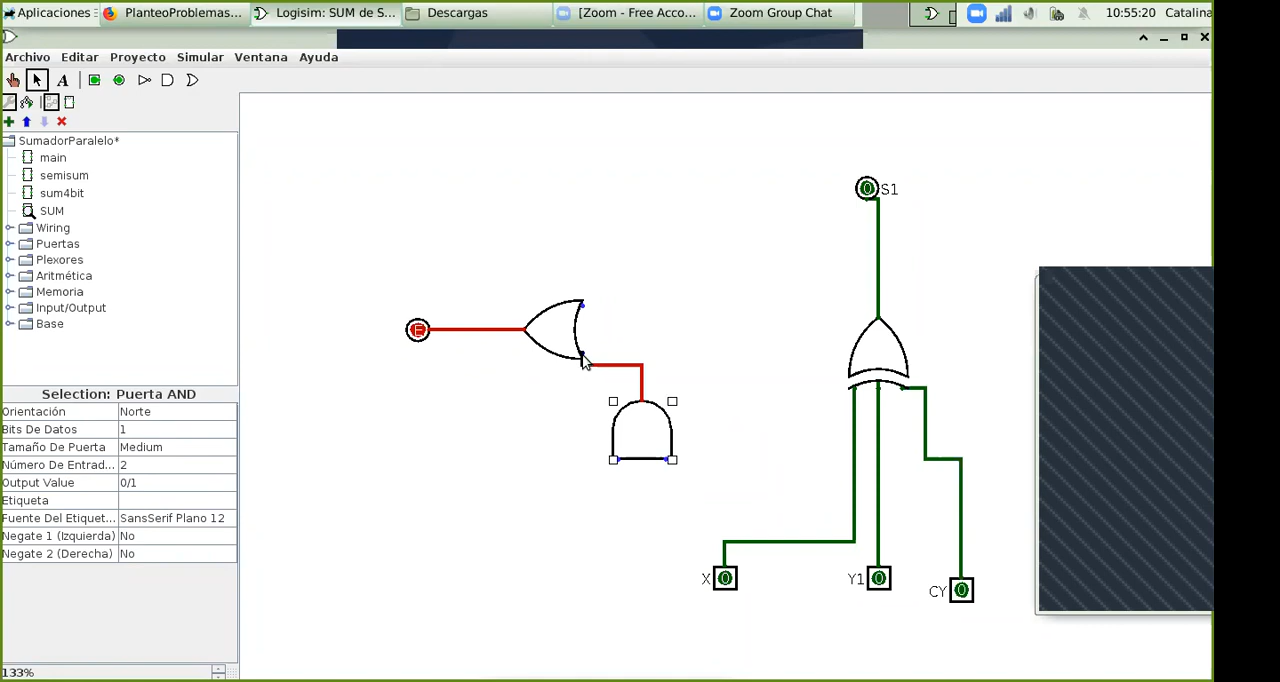 Aplicaciones PlanteoProblemas... Logisim: SUM de S... Descargas [Zoom - Free Acco... Zoom Group Chat 10:55:20 Catalina
Archivo Editar Proyecto Simular Ventana Ayuda
A
SumadorParalelo*
main
semisum
sum4bit
SUM
Wiring
Puertas
Plexores
Aritmética
Memoria
Input/Output
Base
Selection: Puerta AND
Orientación Norte
Bits De Datos 1
Tamaño De Puerta Medium
Número De Entrad... 2
Output Value 0/1
Etiqueta
Fuente Del Etiquet... SansSerif Plano 12
Negate 1 (Izquierda) No
Negate 2 (Derecha) No
133%
0 S1
E
X 0
Y1 0
CY 0